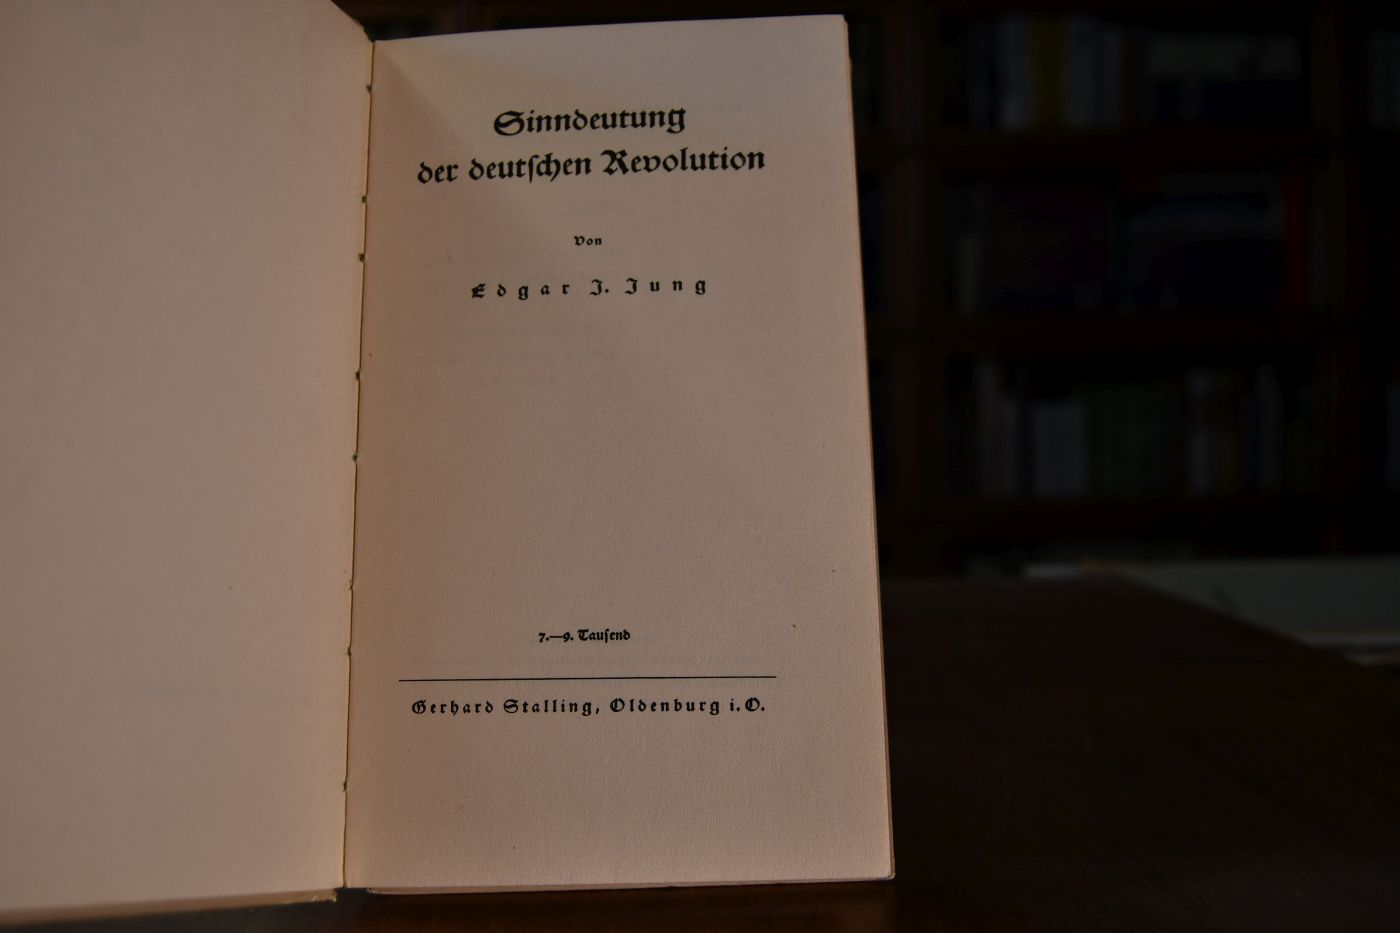 Sinndeutung
der deutſchen Revolution
Von
Edgar J. Jung
7.—9. Tauſend
Gerhard Stalling, Oldenburg i. O.